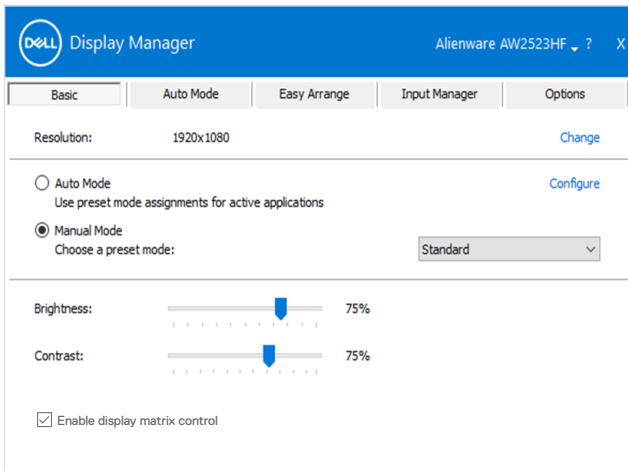 DELL Display Manager Alienware AW2523HF ? X
Basic Auto Mode Easy Arrange Input Manager Options
Resolution: 1920x1080 Change
Auto Mode Configure
Use preset mode assignments for active applications
Manual Mode
Choose a preset mode: Standard
Brightness: 75%
Contrast: 75%
Enable display matrix control